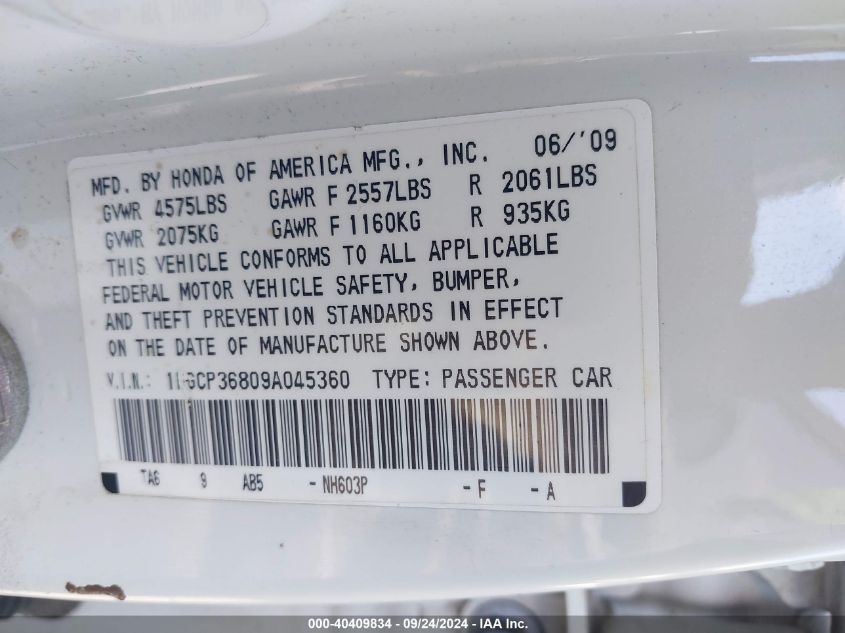 MFD. BY HONDA OF AMERICA MFG., INC. 06/'09
GVWR 4575LBS GAWR F 2557LBS R 2061LBS
GVWR 2075KG GAWR F 1160KG R 935KG
THIS VEHICLE CONFORMS TO ALL APPLICABLE
FEDERAL MOTOR VEHICLE SAFETY, BUMPER,
AND THEFT PREVENTION STANDARDS IN EFFECT
ON THE DATE OF MANUFACTURE SHOWN ABOVE.
V.I.N.: 1HGCP36809A045360 TYPE: PASSENGER CAR
TA6 9 AB5 - NH603P - F - A
000-40409834 - 09/24/2024 - IAA Inc.